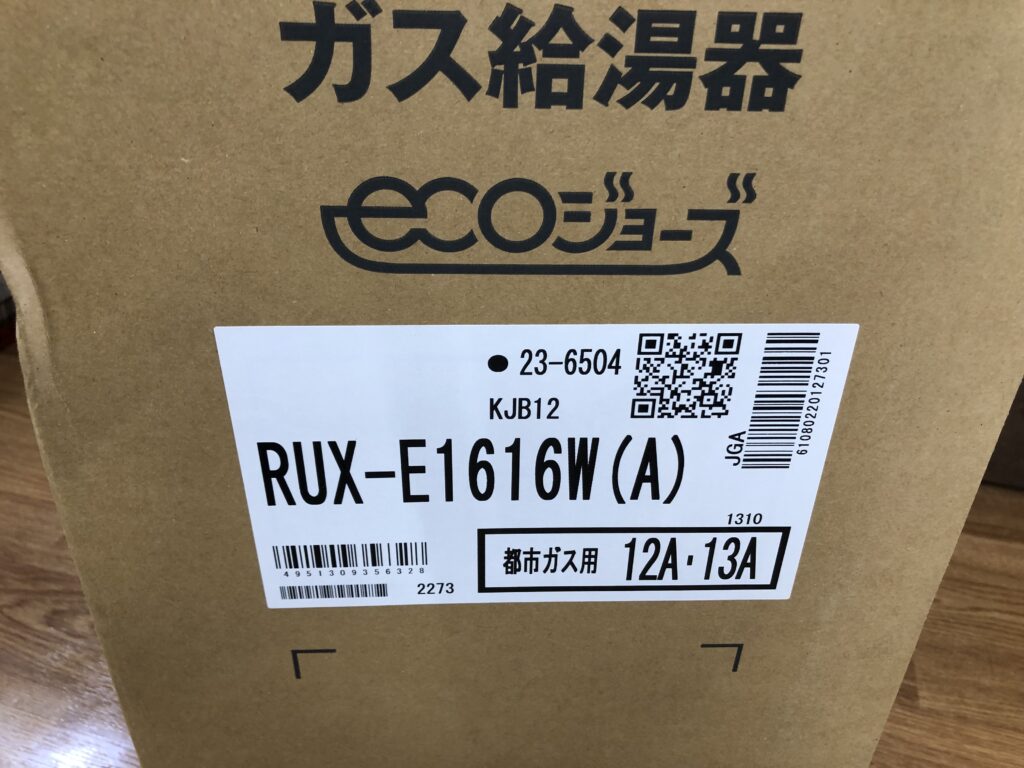 ガス給湯器
ecoジョーズ
● 23-6504
KJB12
RUX-E1616W(A)
JGA
61080220127301
1310
都市ガス用 12A・13A
4951309356328
2273